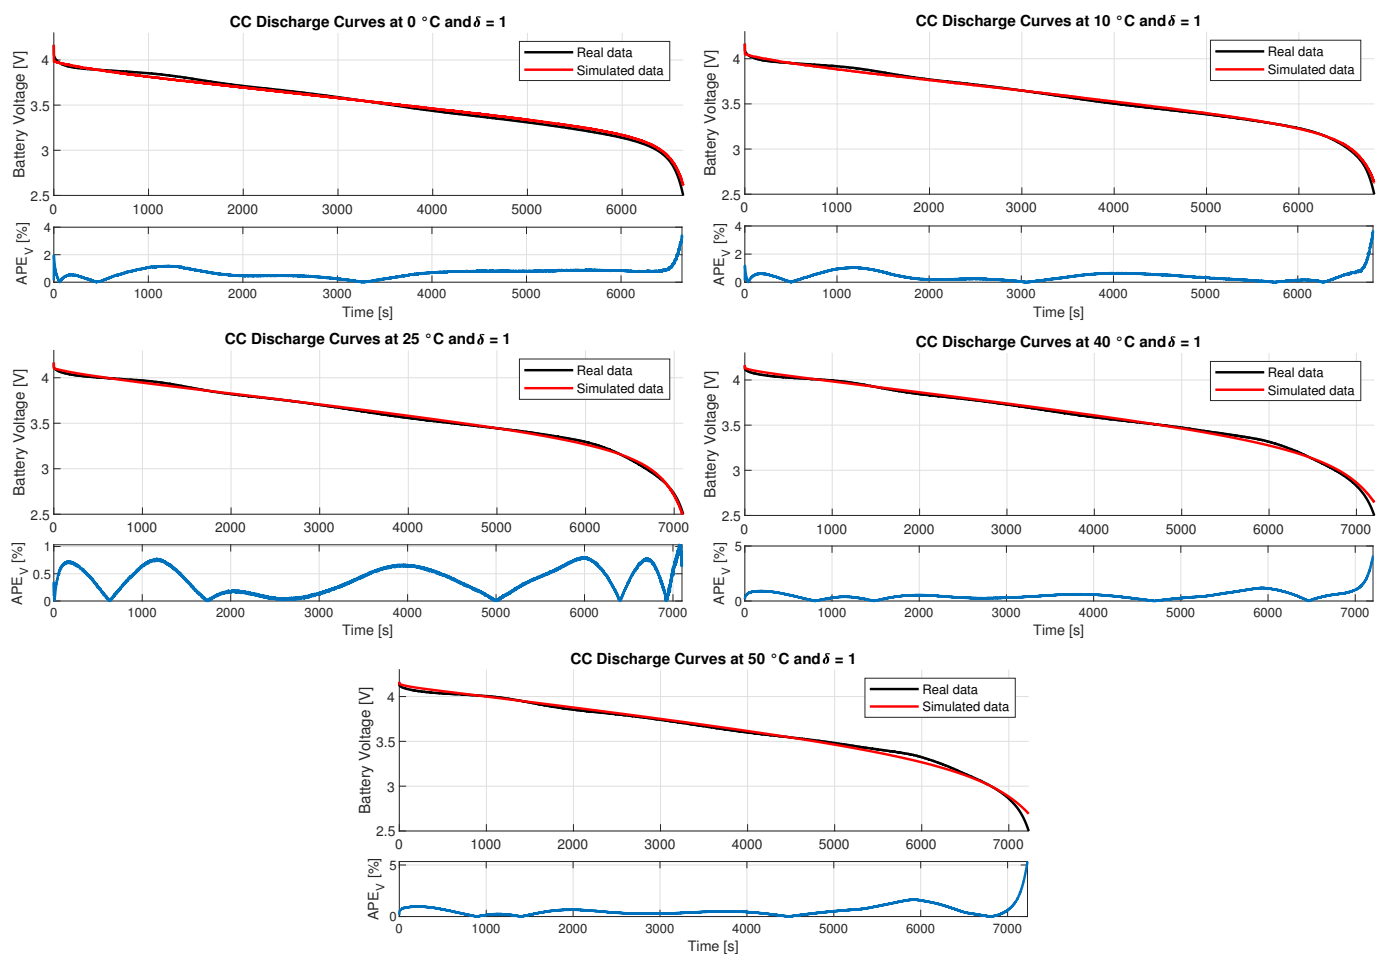 CC Discharge Curves at 0 °C and δ = 1
Battery Voltage [V]
4
3.5
3
2.5
Real data
Simulated data
0 1000 2000 3000 4000 5000 6000
APE_V [%]
4
2
0
0 1000 2000 3000 4000 5000 6000
Time [s]
CC Discharge Curves at 10 °C and δ = 1
Battery Voltage [V]
4
3.5
3
2.5
Real data
Simulated data
0 1000 2000 3000 4000 5000 6000
APE_V [%]
4
2
0
0 1000 2000 3000 4000 5000 6000
Time [s]
CC Discharge Curves at 25 °C and δ = 1
Battery Voltage [V]
4
3.5
3
2.5
Real data
Simulated data
0 1000 2000 3000 4000 5000 6000 7000
APE_V [%]
1
0.5
0
0 1000 2000 3000 4000 5000 6000 7000
Time [s]
CC Discharge Curves at 40 °C and δ = 1
Battery Voltage [V]
4
3.5
3
2.5
Real data
Simulated data
0 1000 2000 3000 4000 5000 6000 7000
APE_V [%]
5
0
0 1000 2000 3000 4000 5000 6000 7000
Time [s]
CC Discharge Curves at 50 °C and δ = 1
Battery Voltage [V]
4
3.5
3
2.5
Real data
Simulated data
0 1000 2000 3000 4000 5000 6000 7000
APE_V [%]
5
0
0 1000 2000 3000 4000 5000 6000 7000
Time [s]